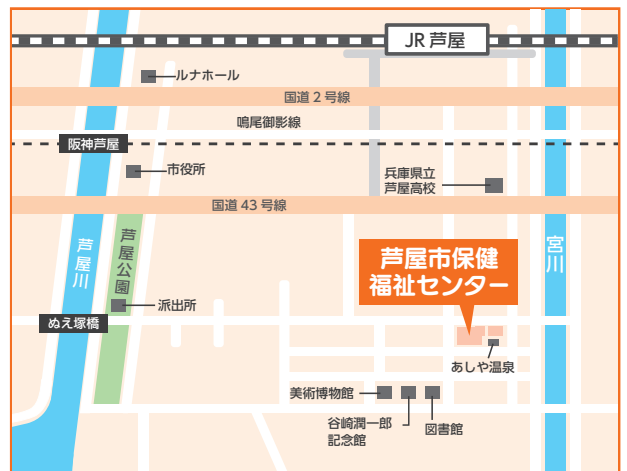 JR 芦屋
ルナホール
国道 2 号線
鳴尾御影線
阪神芦屋
市役所
兵庫県立
芦屋高校
国道 43 号線
芦屋川
芦屋公園
宮川
芦屋市保健
福祉センター
派出所
ぬえ塚橋
あしや温泉
美術博物館
谷崎潤一郎
記念館
図書館